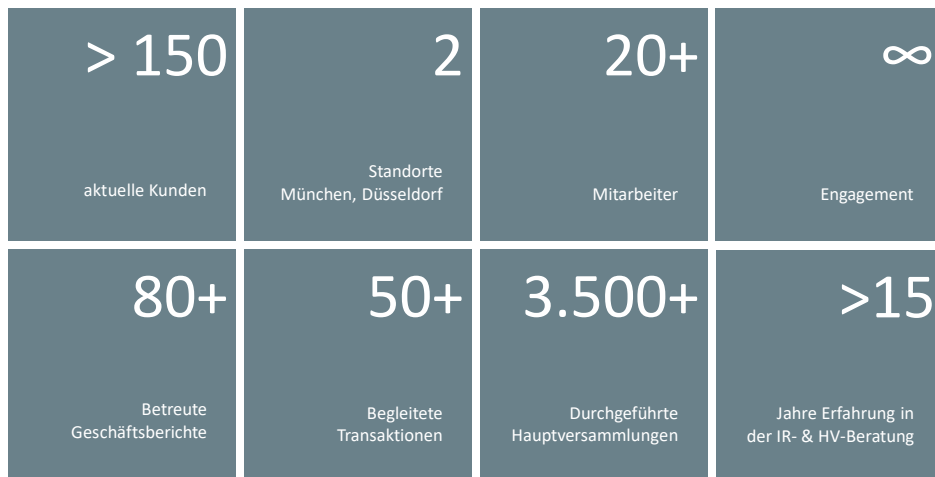 > 150
aktuelle Kunden
2
Standorte
München, Düsseldorf
20+
Mitarbeiter
∞
Engagement
80+
Betreute
Geschäftsberichte
50+
Begleitete
Transaktionen
3.500+
Durchgeführte
Hauptversammlungen
>15
Jahre Erfahrung in
der IR- & HV-Beratung